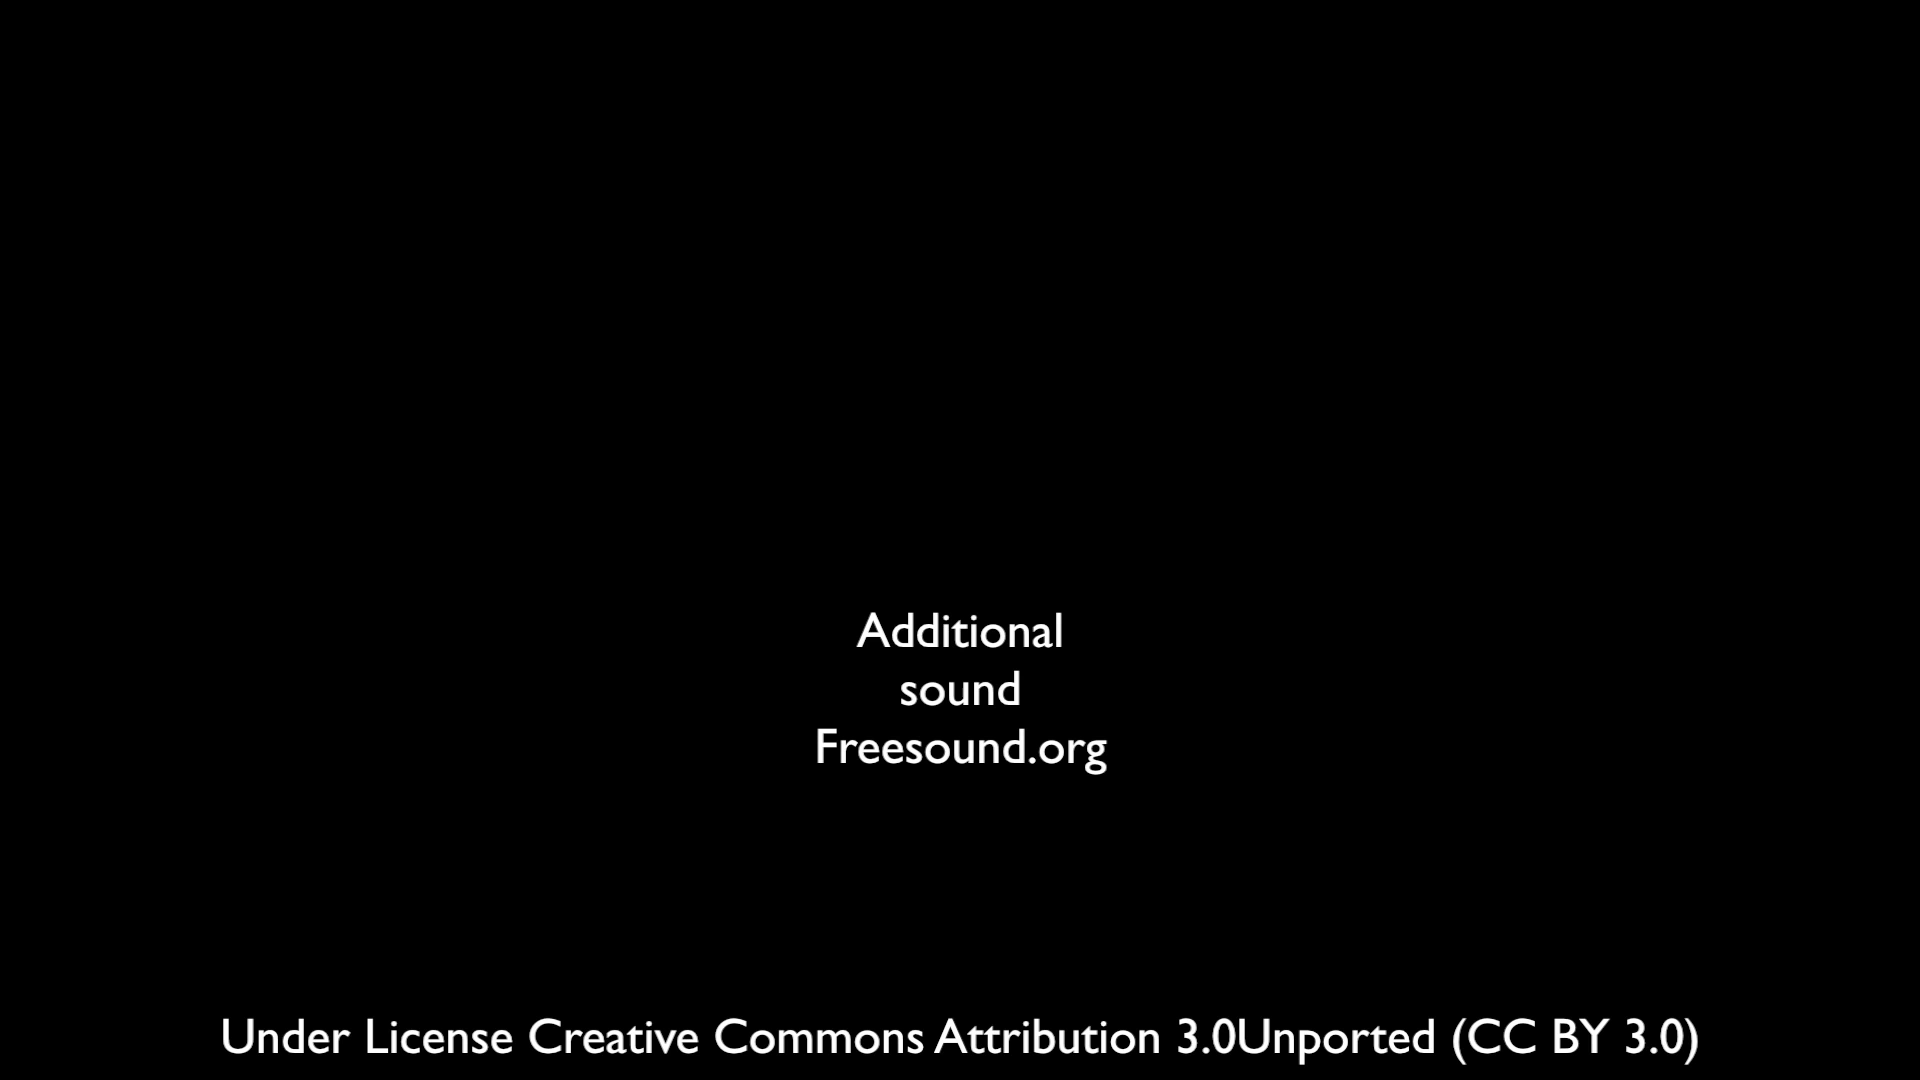 Additional
sound
Freesound.org
Under License Creative Commons Attribution 3.0Unported (CC BY 3.0)